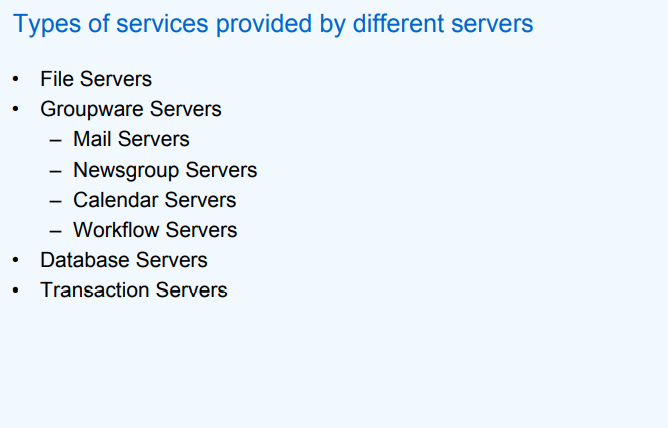 Types of services provided by different servers
• File Servers
• Groupware Servers
– Mail Servers
– Newsgroup Servers
– Calendar Servers
– Workflow Servers
• Database Servers
• Transaction Servers